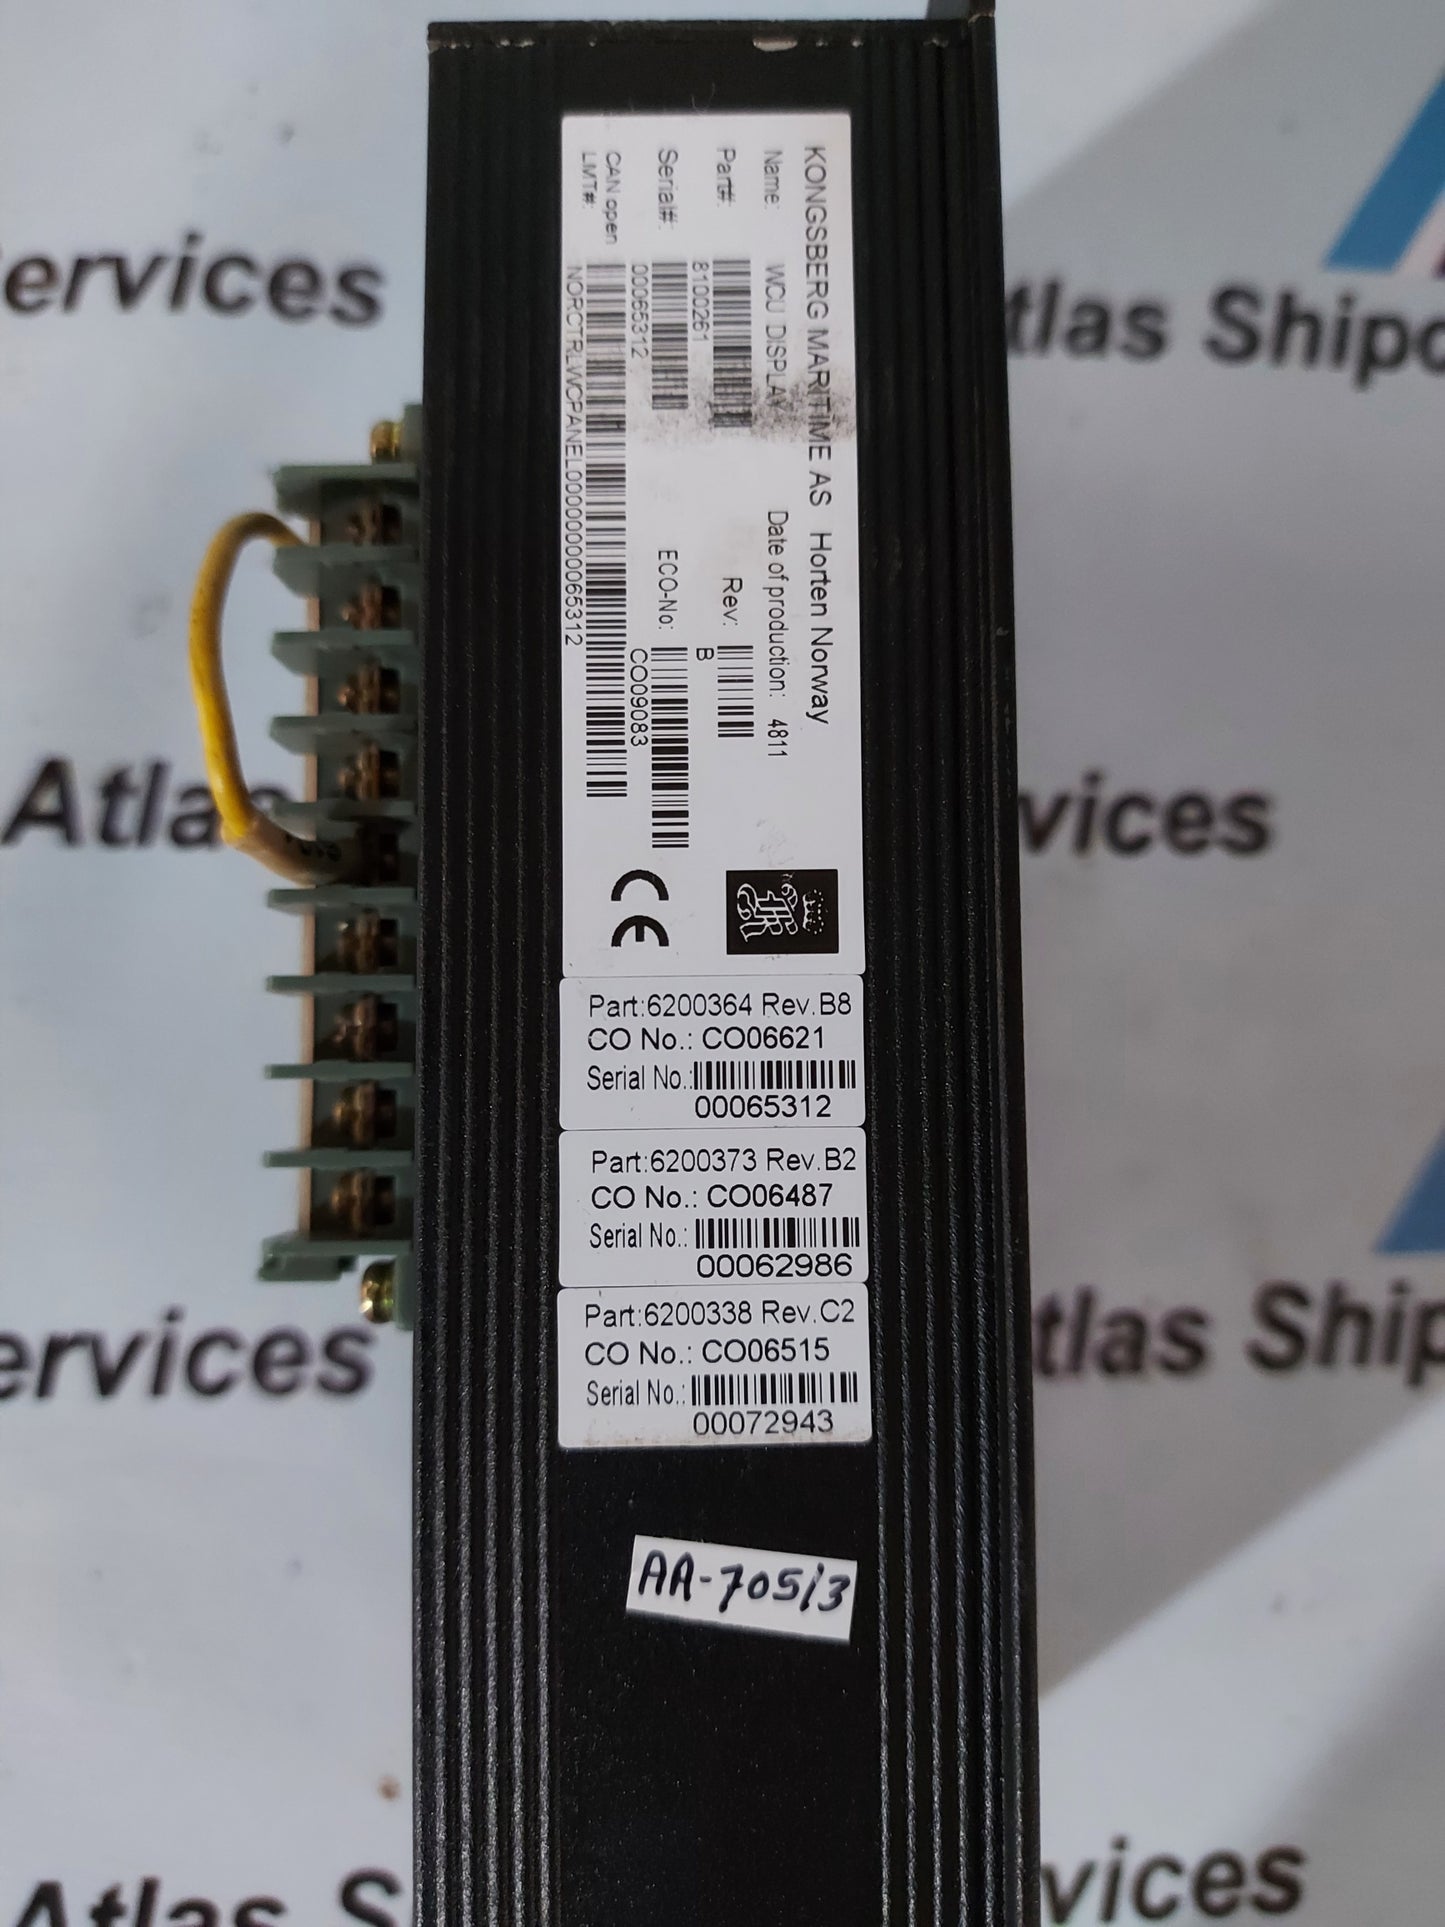 KONGSBERG MARITIME AS Horten Norway
Name: WCU DISPLAY Date of production: 4811
Part#: Rev:
8100261 B
Serial#: ECO-No:
00065312 CO09083
CAN open
LMT#:
NORCTRLWCPANEL0000000065312
CE
Part:6200364 Rev.B8
CO No.: CO06621
Serial No.:
00065312
Part:6200373 Rev.B2
CO No.: CO06487
Serial No.:
00062986
Part:6200338 Rev.C2
CO No.: CO06515
Serial No.:
00072943
AA-70513
ervices
tlas Shipc
Atlas
vices
ervices
tlas Ship
Atlas S
vices